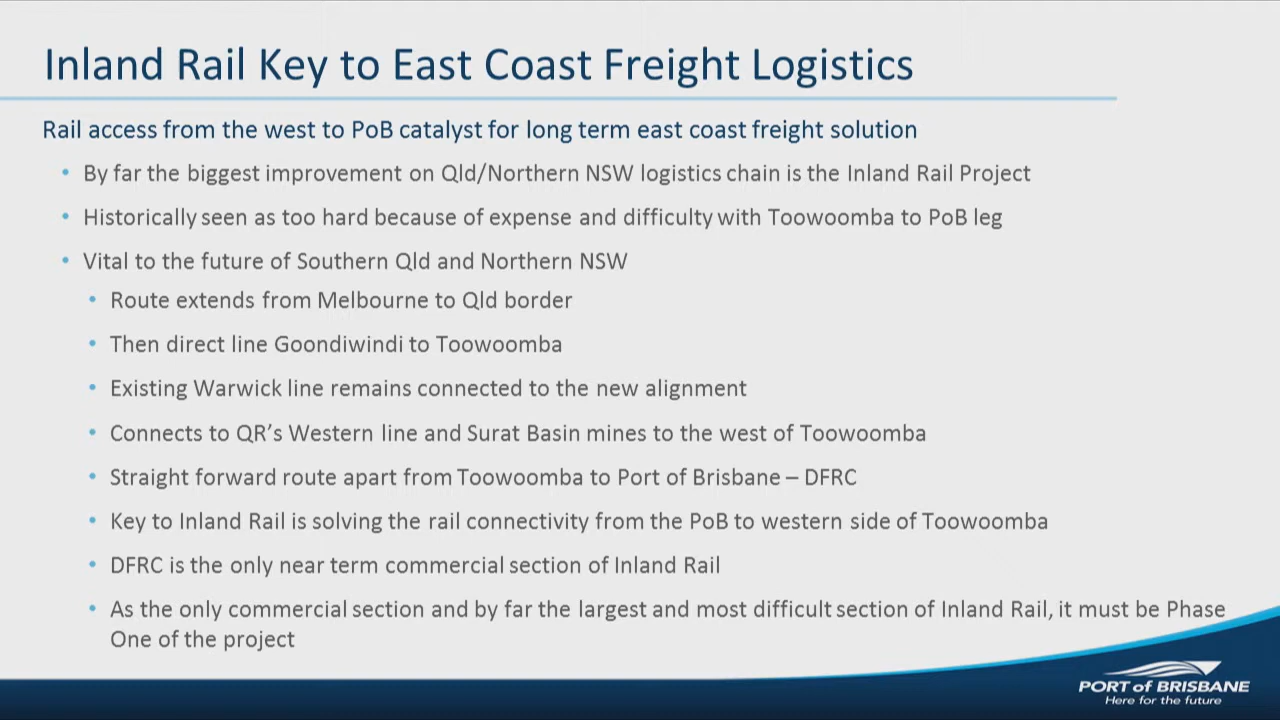 Inland Rail Key to East Coast Freight Logistics
Rail access from the west to PoB catalyst for long term east coast freight solution
• By far the biggest improvement on Qld/Northern NSW logistics chain is the Inland Rail Project
• Historically seen as too hard because of expense and difficulty with Toowoomba to PoB leg
• Vital to the future of Southern Qld and Northern NSW
• Route extends from Melbourne to Qld border
• Then direct line Goondiwindi to Toowoomba
• Existing Warwick line remains connected to the new alignment
• Connects to QR’s Western line and Surat Basin mines to the west of Toowoomba
• Straight forward route apart from Toowoomba to Port of Brisbane – DFRC
• Key to Inland Rail is solving the rail connectivity from the PoB to western side of Toowoomba
• DFRC is the only near term commercial section of Inland Rail
• As the only commercial section and by far the largest and most difficult section of Inland Rail, it must be Phase
One of the project
PORT of BRISBANE
Here for the future